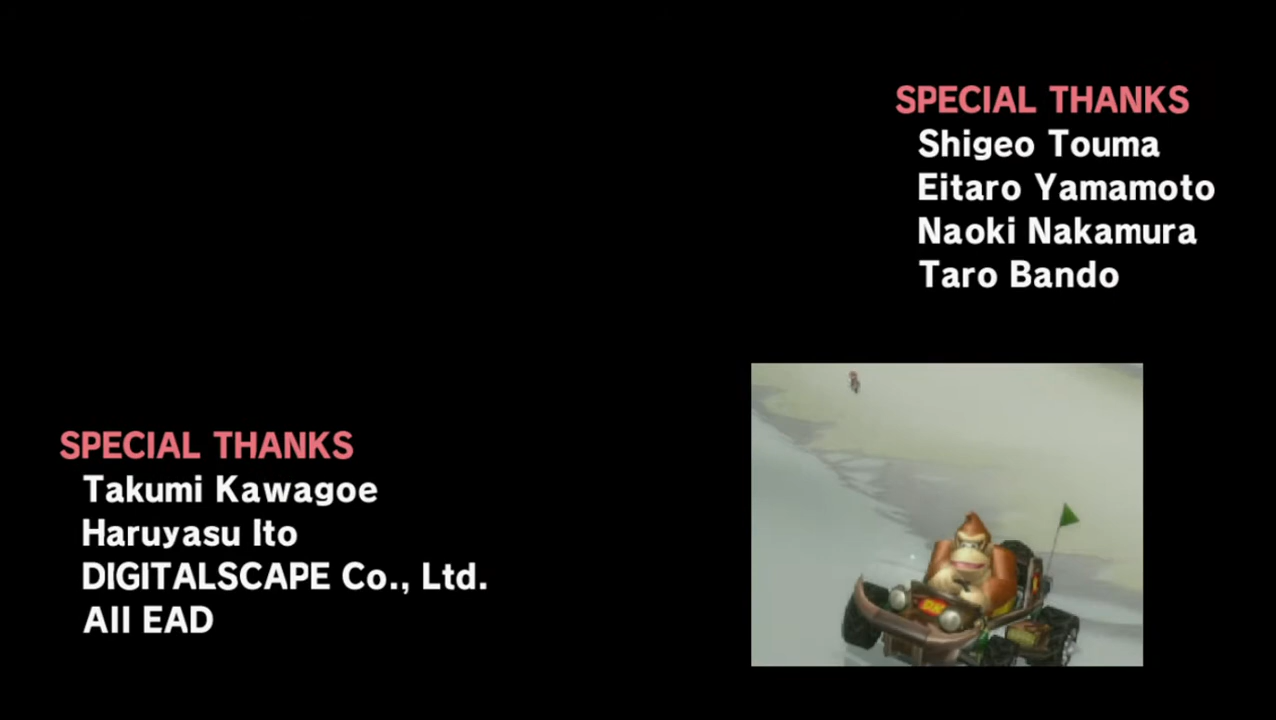 SPECIAL THANKS
Shigeo Touma
Eitaro Yamamoto
Naoki Nakamura
Taro Bando
SPECIAL THANKS
Takumi Kawagoe
Haruyasu Ito
DIGITALSCAPE Co., Ltd.
All EAD
DK